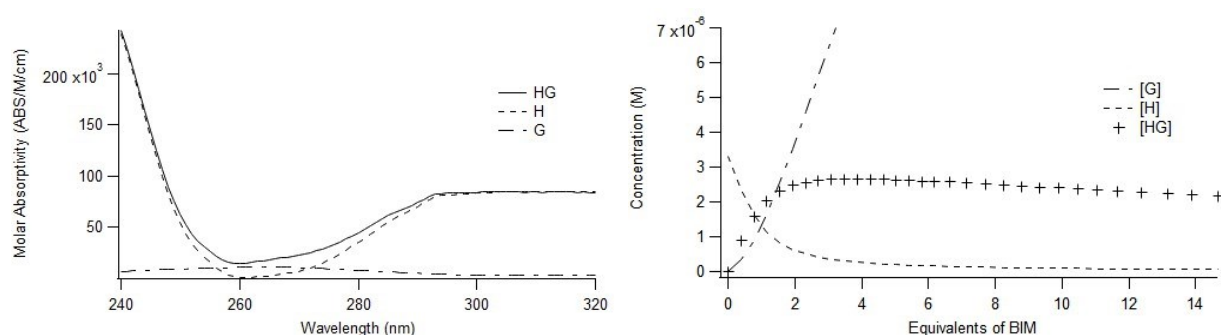 Molar Absorptivity (ABS/M/cm)
200 x10³
150
100
50
HG
H
G
240
260
280
300
320
Wavelength (nm)
Concentration (M)
7 x10⁻⁶
6
5
4
3
2
1
0
[G]
[H]
[HG]
0
2
4
6
8
10
12
14
Equivalents of BIM